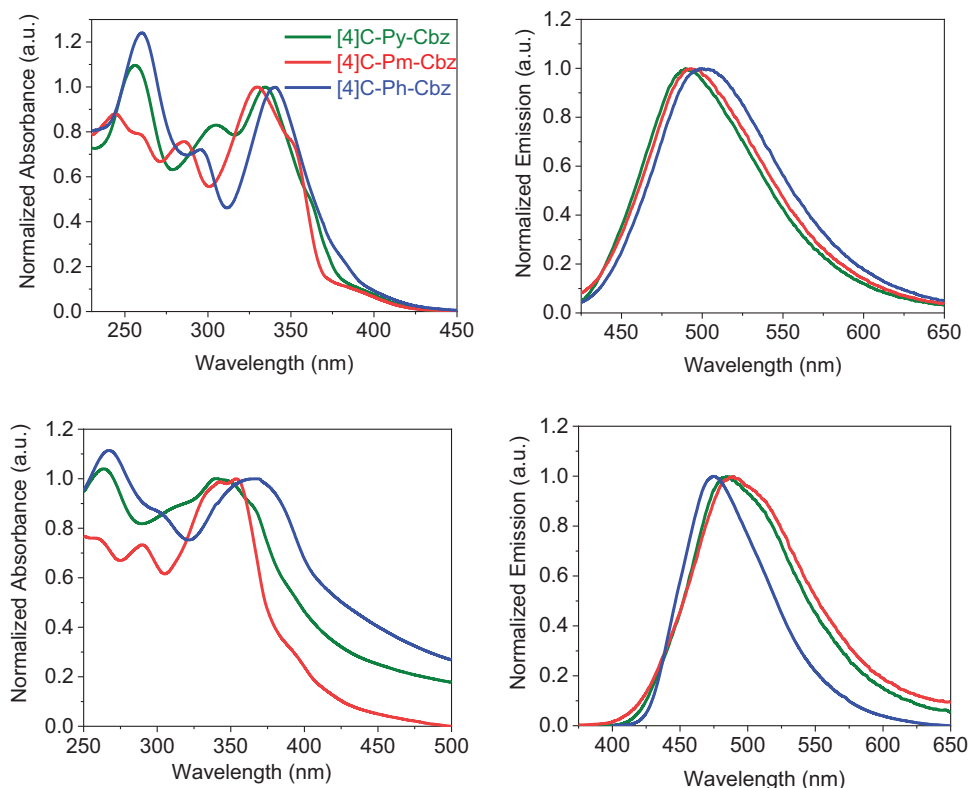 Normalized Absorbance (a.u.)
1.2
1.0
0.8
0.6
0.4
0.2
0.0
250 300 350 400 450
Wavelength (nm)
[4]C-Py-Cbz
[4]C-Pm-Cbz
[4]C-Ph-Cbz
Normalized Emission (a.u.)
1.2
1.0
0.8
0.6
0.4
0.2
0.0
450 500 550 600 650
Wavelength (nm)
Normalized Absorbance (a.u.)
1.2
1.0
0.8
0.6
0.4
0.2
0.0
250 300 350 400 450 500
Wavelength (nm)
Normalized Emission (a.u.)
1.2
1.0
0.8
0.6
0.4
0.2
0.0
400 450 500 550 600 650
Wavelength (nm)